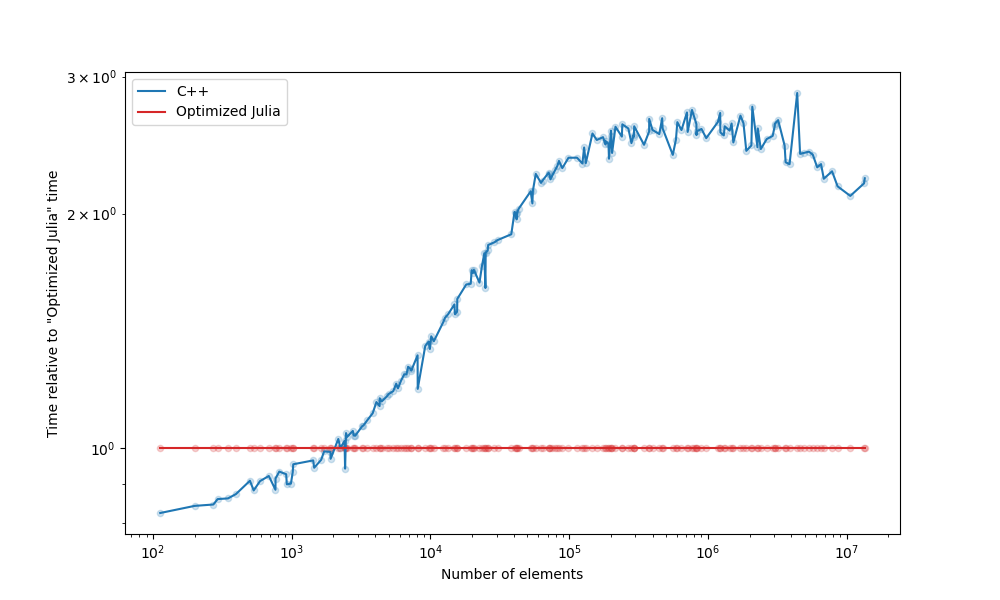 3 × 10⁰
2 × 10⁰
10⁰
Time relative to "Optimized Julia" time
C++
Optimized Julia
10² 10³ 10⁴ 10⁵ 10⁶ 10⁷
Number of elements